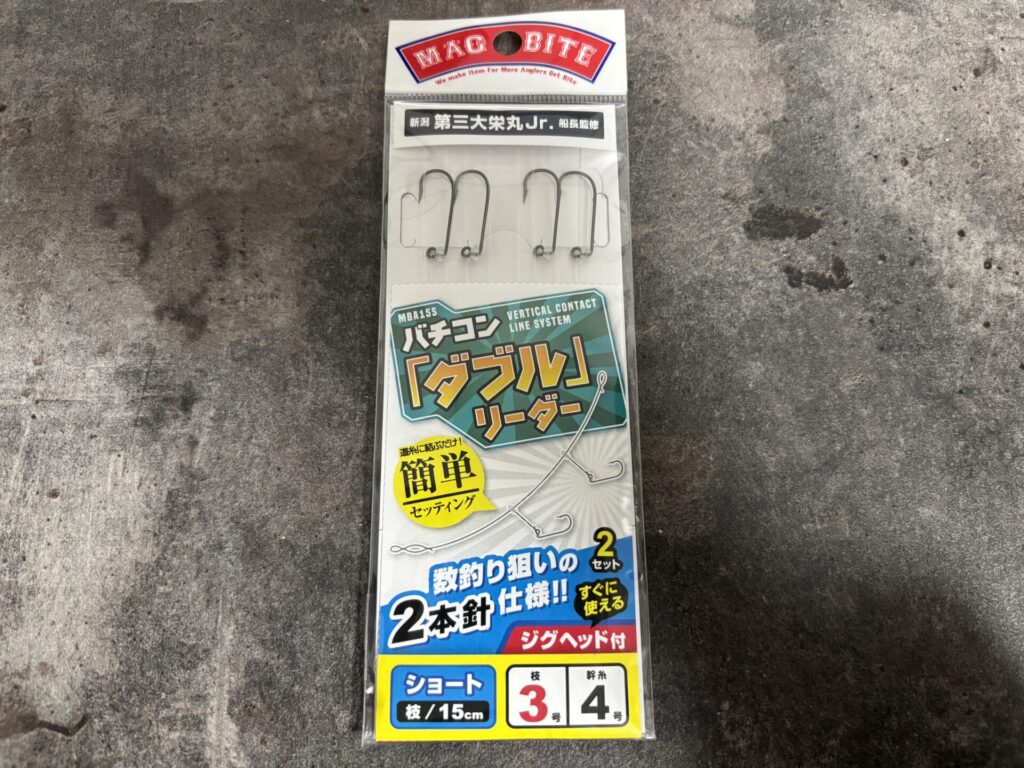 MAG BITE
We make item for More Anglers Get Bite
新潟 第三大栄丸Jr. 船長監修
MBA15S
VERTICAL CONTACT
LINE SYSTEM
バチコン
「ダブル」
リーダー
道糸に結ぶだけ!
簡単
セッティング
2
セット
数釣り狙いの
2本針仕様!!
すぐに
使える
ジグヘッド付
ショート
枝/15cm
枝
3号
幹糸
4号